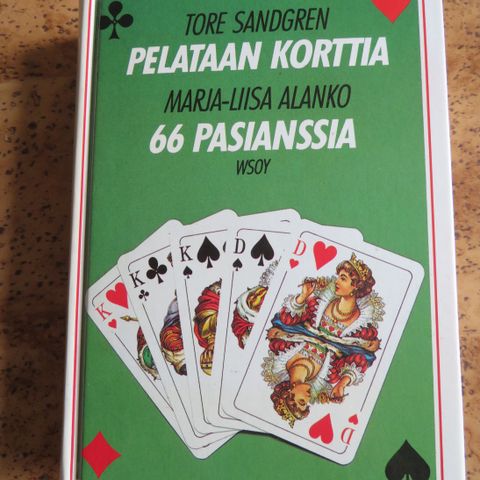 TORE SANDGREN
PELATAAN KORTTIA
MARJA-LIISA ALANKO
66 PASIANSSIA
WSOY
K
K
K
D
D
D